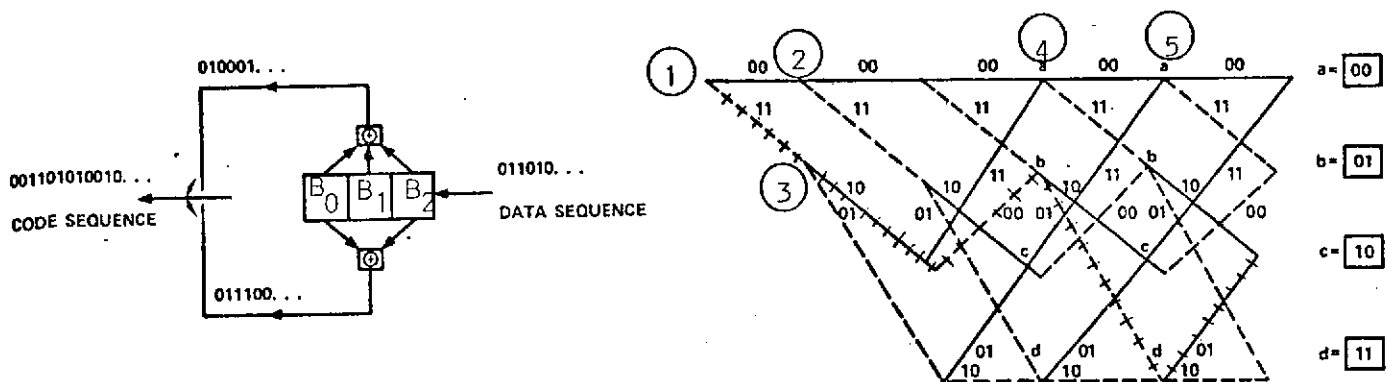 010001...
001101010010...
CODE SEQUENCE
B0 B1 B2
011010...
DATA SEQUENCE
011100...
1 2 4 5
00 00 00 a 00 a 00
a= 00
11 11 11 11 11
b= 01
3
b b
10 10 11 10 11 10 11
01 01 00 01 00 01 00
c c
c= 10
01 d 01 d 01
10 10 10
d= 11